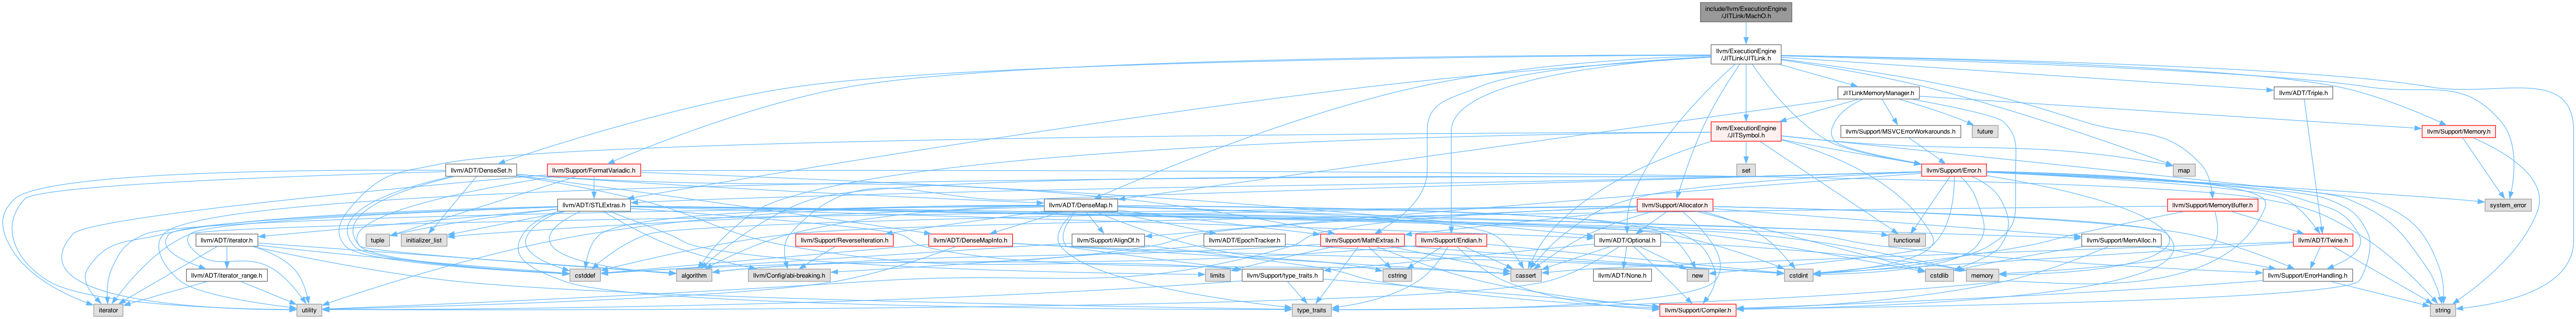 include/llvm/ExecutionEngine
/JITLink/MachO.h
llvm/ExecutionEngine
/JITLink/JITLink.h
JITLinkMemoryManager.h
llvm/ADT/Triple.h
llvm/ExecutionEngine
/JITSymbol.h
llvm/Support/MSVCErrorWorkarounds.h
future
llvm/Support/Memory.h
llvm/ADT/DenseSet.h
llvm/Support/FormatVariadic.h
set
llvm/Support/Error.h
map
llvm/ADT/STLExtras.h
llvm/ADT/DenseMap.h
llvm/Support/Allocator.h
llvm/Support/MemoryBuffer.h
system_error
llvm/ADT/iterator.h
tuple
initializer_list
llvm/Support/ReverseIteration.h
llvm/ADT/DenseMapInfo.h
llvm/Support/AlignOf.h
llvm/ADT/EpochTracker.h
llvm/Support/MathExtras.h
llvm/Support/Endian.h
llvm/ADT/Optional.h
functional
llvm/Support/MemAlloc.h
llvm/ADT/Twine.h
llvm/ADT/iterator_range.h
cstddef
algorithm
llvm/Config/abi-breaking.h
limits
llvm/Support/type_traits.h
cstring
cassert
llvm/ADT/None.h
new
cstdint
cstdlib
memory
llvm/Support/ErrorHandling.h
iterator
utility
type_traits
llvm/Support/Compiler.h
string